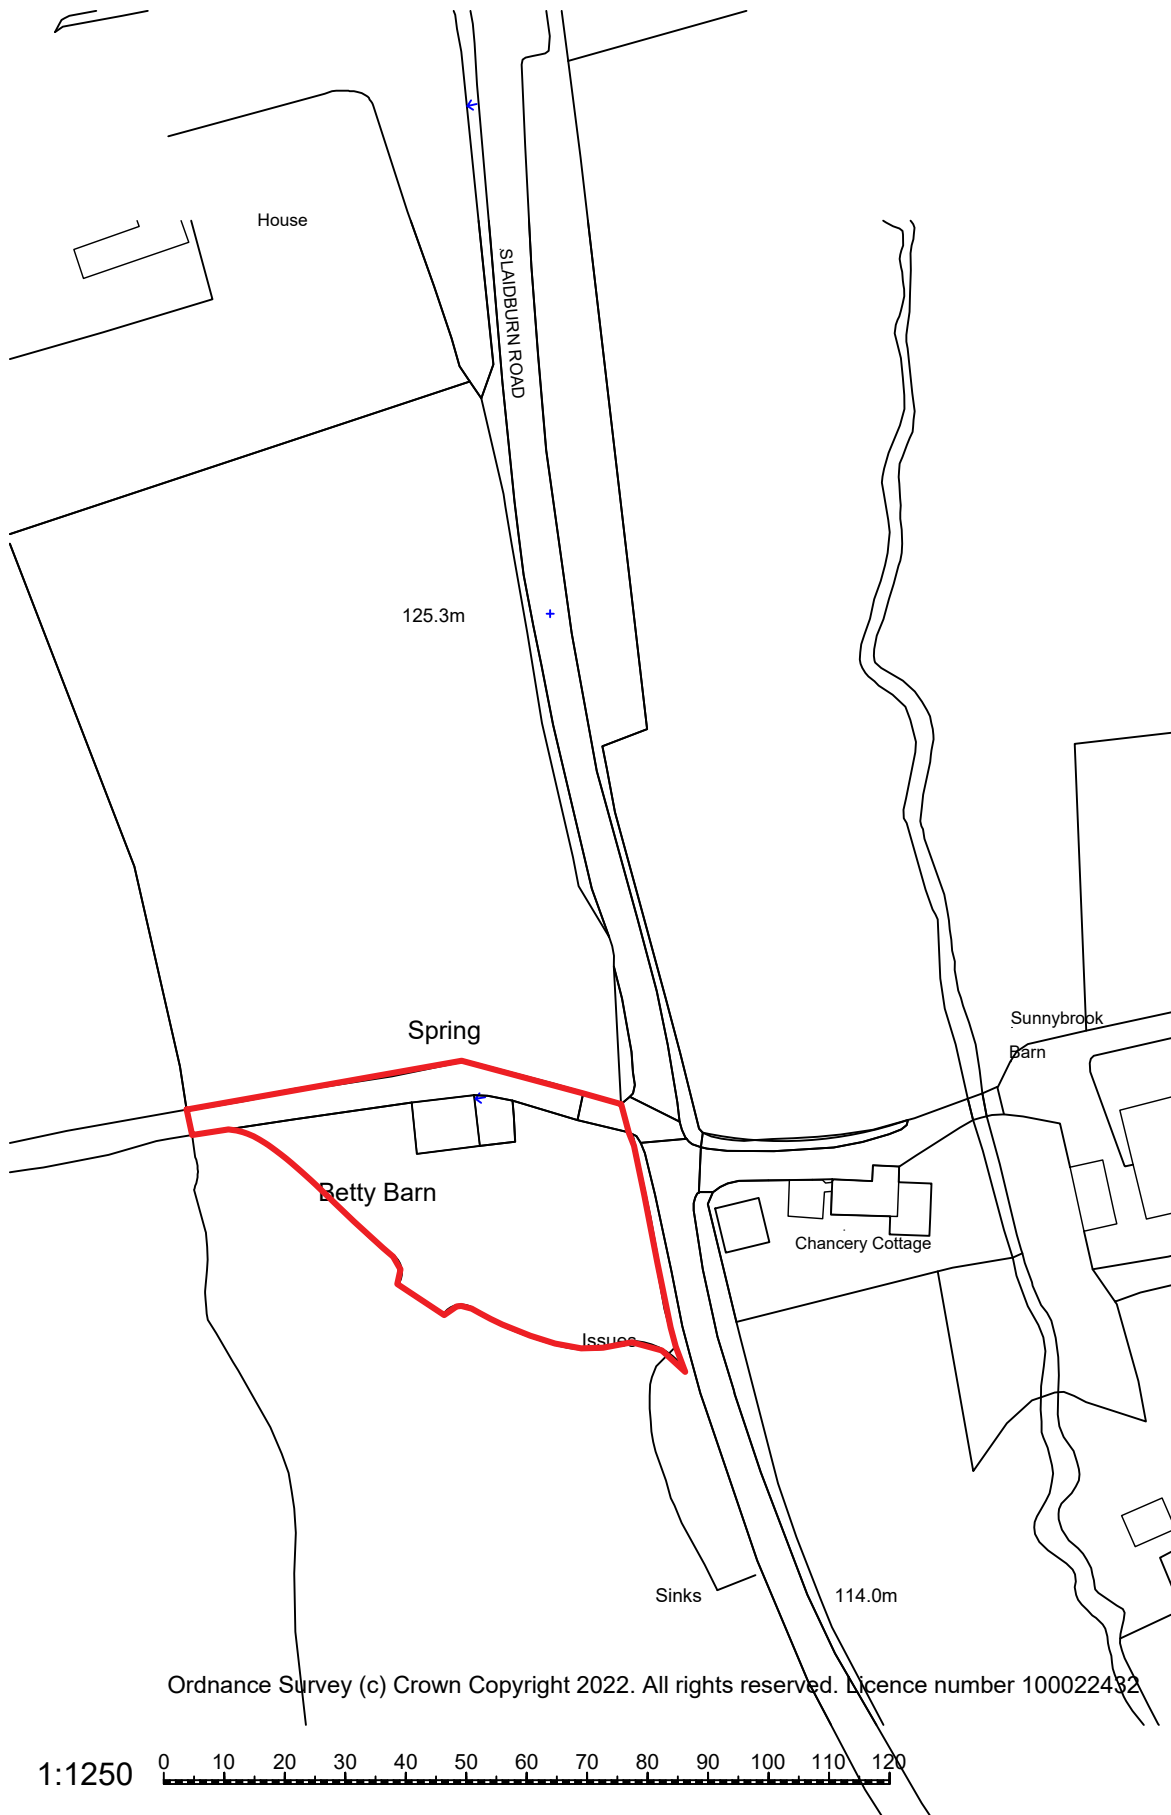 House
SLAIDBURN ROAD
125.3m
Spring
Sunnybrook
Barn
Betty Barn
Chancery Cottage
Issues
Sinks
114.0m
Ordnance Survey (c) Crown Copyright 2022. All rights reserved. Licence number 100022432
1:1250
0 10 20 30 40 50 60 70 80 90 100 110 120